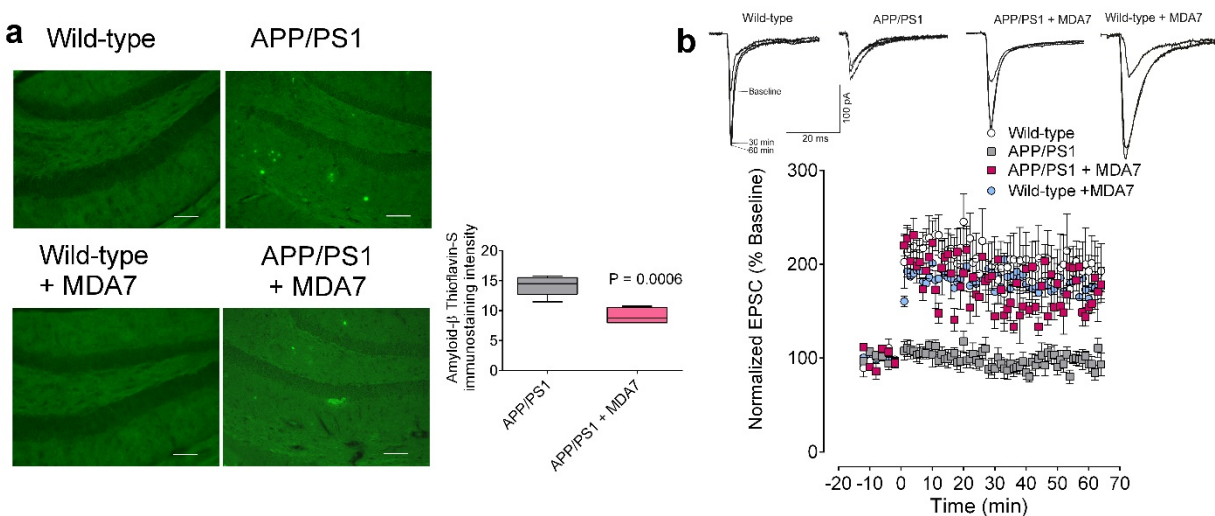 a
Wild-type
APP/PS1
Wild-type
+ MDA7
APP/PS1
+ MDA7
Amyloid-β Thioflavin-S
immunostaining intensity
20
15
10
5
0
P = 0.0006
APP/PS1
APP/PS1 + MDA7
b
Wild-type
APP/PS1
APP/PS1 + MDA7
Wild-type + MDA7
Baseline
30 min
60 min
100 pA
20 ms
Wild-type
APP/PS1
APP/PS1 + MDA7
Wild-type +MDA7
Normalized EPSC (% Baseline)
300
200
100
0
-20 -10 0 10 20 30 40 50 60 70
Time (min)